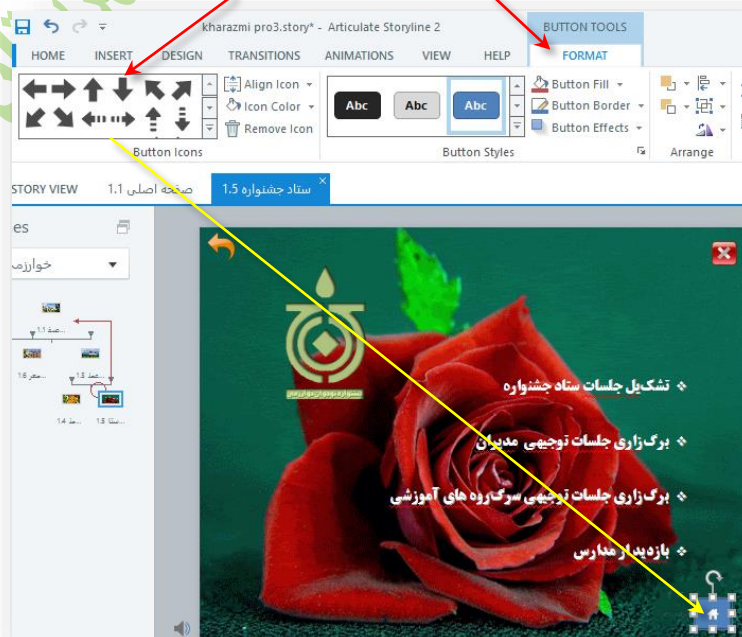 kharazmi pro3.story* - Articulate Storyline 2
BUTTON TOOLS
HOME INSERT DESIGN TRANSITIONS ANIMATIONS VIEW HELP FORMAT
Align Icon
Icon Color
Remove Icon
Abc Abc Abc
Button Fill
Button Border
Button Effects
Button Icons
Button Styles
Arrange
STORY VIEW
1.1 صفحه اصلی
1.5 ستاد جشنواره
es
خوارزم
❖ تشکیل جلسات ستاد جشنواره
❖ برگزاری جلسات توجیهی مدیران
❖ برگزاری جلسات توجیهی سرگروه های آموزشی
❖ بازدید از مدارس